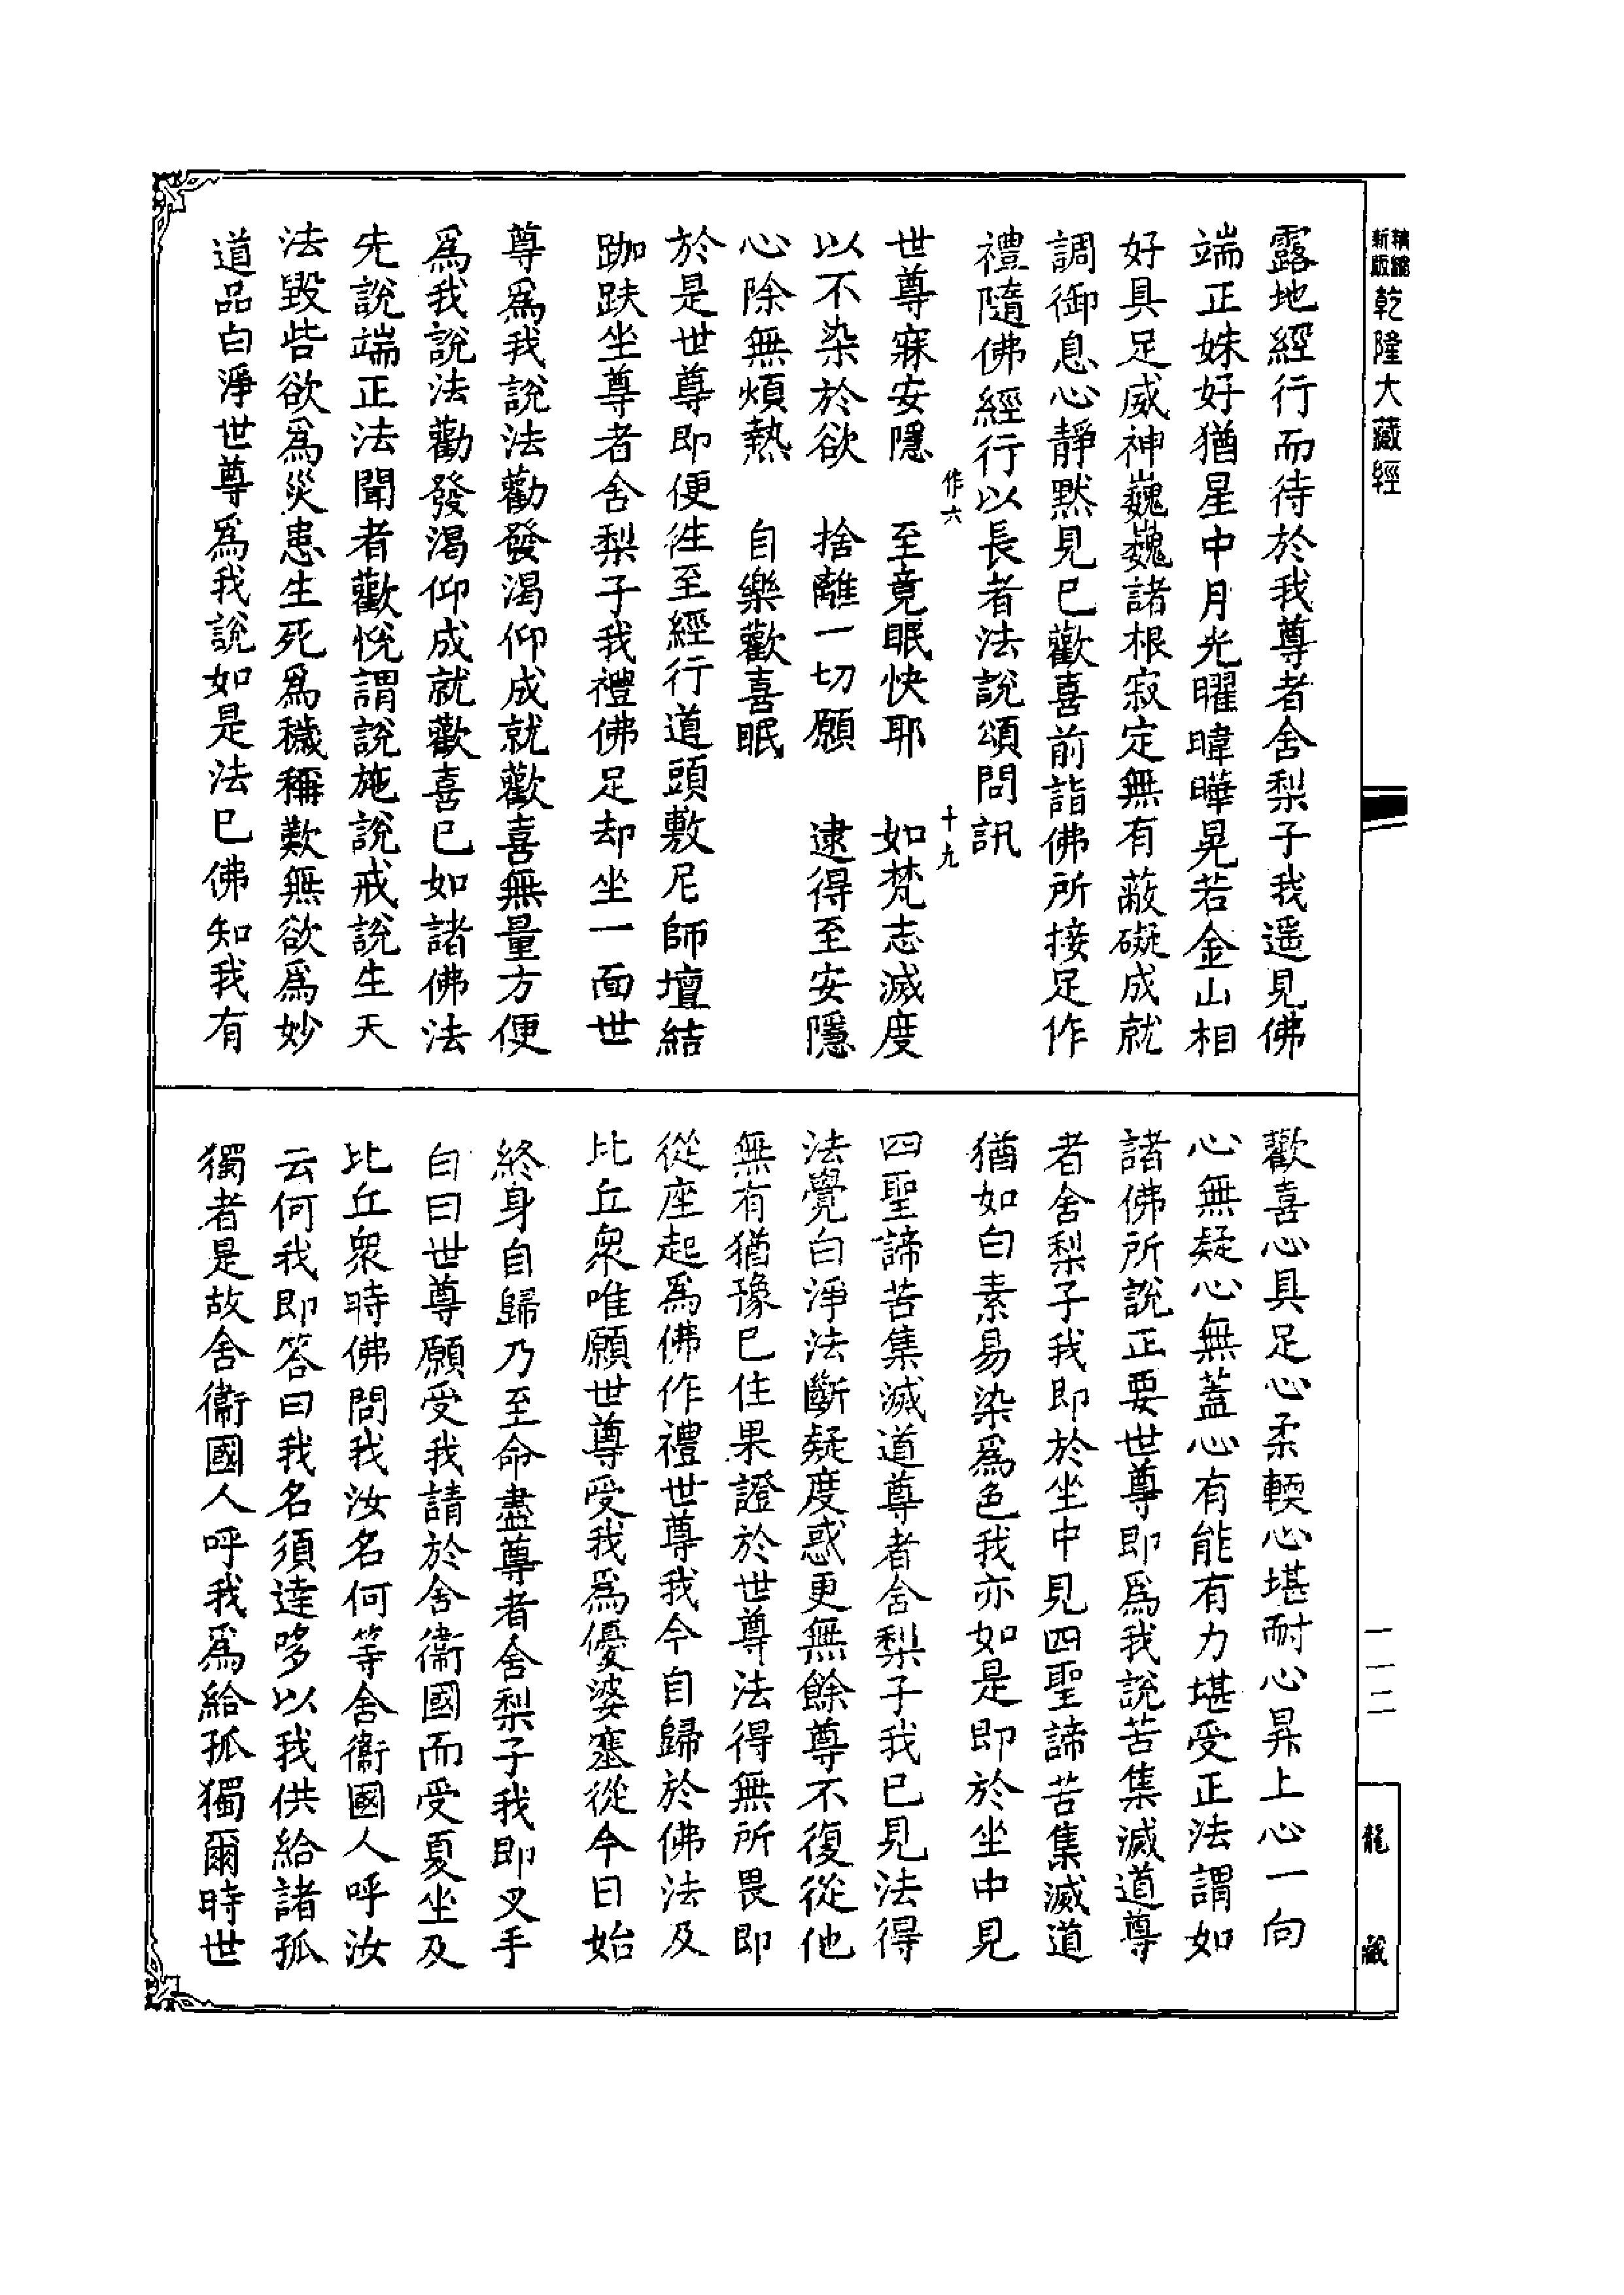 精縮新版乾隆大藏經
露地經行而待於我尊者舍梨子我遥見佛
端正姝好猶星中月光曜暐曄晃若金山相
好具足威神巍巍諸根寂定無有蔽礙成就
調御息心靜默見已歡喜前詣佛所接足作
禮隨佛經行以長者法說頌問訊
作六　十九
世尊寐安隱　至竟眠快耶　如梵志滅度
以不染於欲　捨離一切願　逮得至安隱
心除無煩熱　自樂歡喜眠
於是世尊即便徃至經行道頭敷尼師壇結
跏趺坐尊者舍梨子我禮佛足却坐一面世
尊爲我說法勸發渴仰成就歡喜無量方便
爲我說法勸發渴仰成就歡喜已如諸佛法
先說端正法聞者歡悅謂說施說戒說生天
法毀呰欲爲災患生死爲穢稱歎無欲爲妙
道品白淨世尊爲我說如是法已佛知我有
歡喜心具足心柔輭心堪耐心昇上心一向
心無疑心無蓋心有能有力堪受正法謂如
諸佛所說正要世尊即爲我說苦集滅道尊
者舍梨子我即於坐中見四聖諦苦集滅道
猶如白素易染爲色我亦如是即於坐中見
四聖諦苦集滅道尊者舍梨子我已見法得
法覺白淨法斷疑度惑更無餘尊不復從他
無有猶豫已住果證於世尊法得無所畏即
從座起爲佛作禮世尊我今自歸於佛法及
比丘衆唯願世尊受我爲優婆塞從今日始
終身自歸乃至命盡尊者舍梨子我即叉手
白曰世尊願受我請於舍衞國而受夏坐及
比丘衆時佛問我汝名何等舍衞國人呼汝
云何我即答曰我名須達哆以我供給諸孤
獨者是故舍衞國人呼我爲給孤獨爾時世
一一二
龍藏